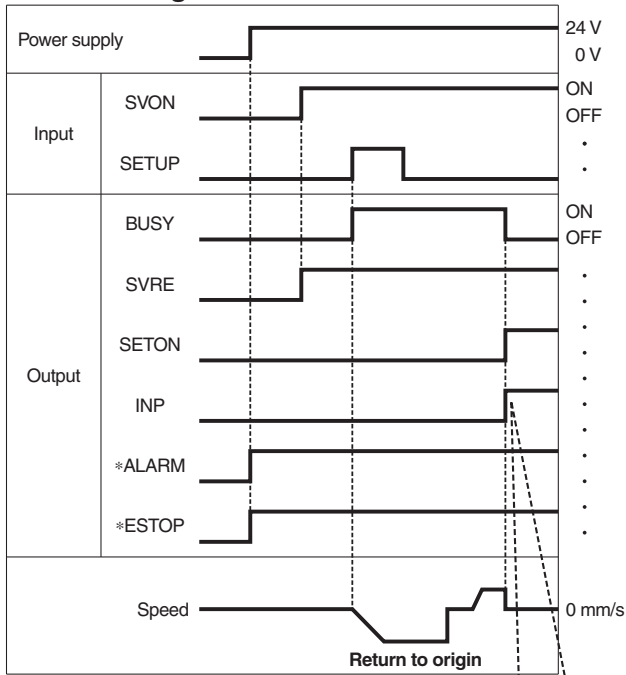 Power supply
24 V
0 V
Input
SVON
ON
OFF
SETUP
Output
BUSY
ON
OFF
SVRE
SETON
INP
*ALARM
*ESTOP
Speed
0 mm/s
Return to origin